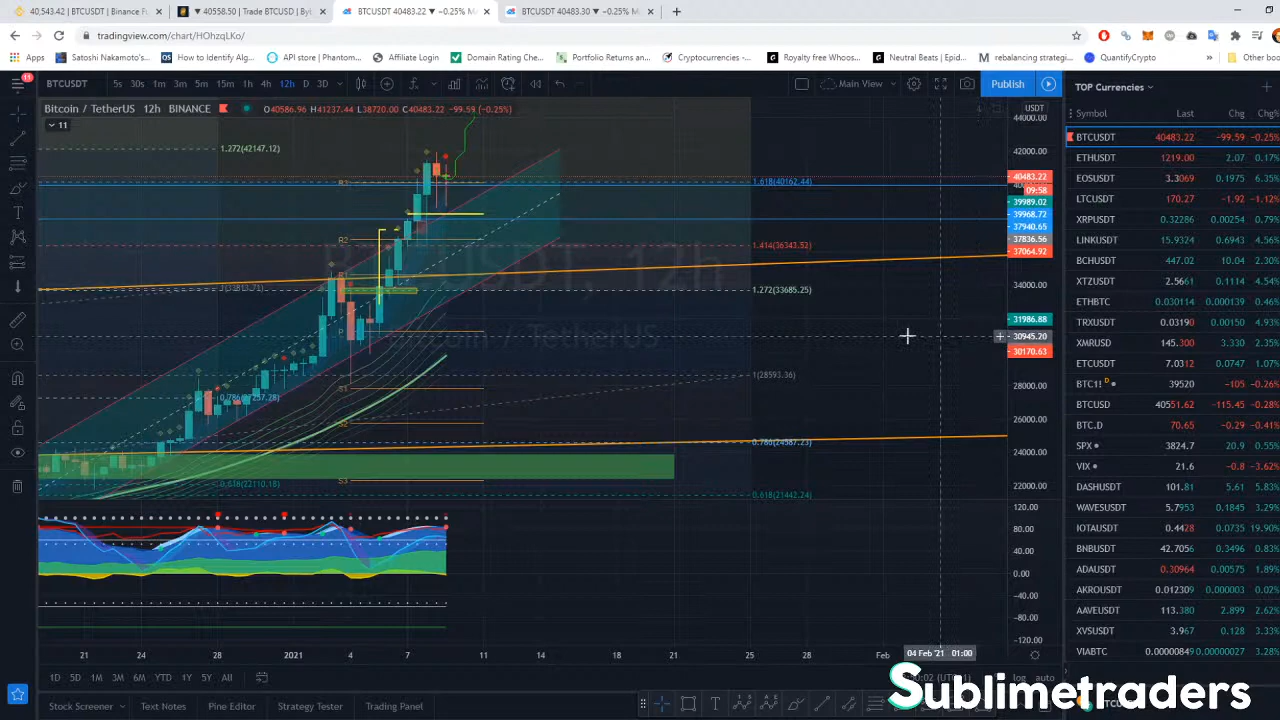 40,543.42 | BTCUSDT | Binance Fu
▼ 40558.50 | Trade BTCUSD | Byl
BTCUSDT 40483.22 ▼ −0.25% M
BTCUSDT 40483.30 ▼ −0.25% M
tradingview.com/chart/HOhzqLKo/
Apps
Satoshi Nakamoto's...
How to Identify Alg...
API store | Phantom...
Affiliate Login
Domain Rating Che...
Portfolio Returns an...
Cryptocurrencies -...
Royalty free Whoos...
Neutral Beats | Epid...
rebalancing strategi...
QuantifyCrypto
Other boo
11
BTCUSDT
5s 30s 1m 3m 5m 15m 1h 4h 12h D 3D
Main View
Publish
TOP Currencies
Bitcoin / TetherUS 12h BINANCE
O40586.96 H41237.44 L38720.00 C40483.22 −99.59 (−0.25%)
11
USDT
Symbol Last Chg Chg%
BTCUSDT 40483.22 −99.59 −0.25%
ETHUSDT 1219.00 2.07 0.17%
EOSUSDT 3.3069 0.1975 6.35%
LTCUSDT 170.27 −1.92 −1.12%
XRPUSDT 0.32286 0.00254 0.79%
LINKUSDT 15.9324 0.6943 4.56%
BCHUSDT 447.02 10.04 2.30%
XTZUSDT 2.5661 0.1114 4.54%
ETHBTC 0.030114 0.000139 0.46%
TRXUSDT 0.03190 0.00150 4.93%
XMRUSD 145.300 3.330 2.35%
ETCUSDT 7.0312 0.2475 3.65%
BTC1! D 39520 −105 −0.26%
BTCUSD 40551.62 −115.45 −0.28%
BTC.D 70.65 −0.29 −0.41%
SPX 3824.7 20.9 0.55%
VIX 21.6 −0.8 −3.62%
DASHUSDT 101.81 5.61 5.83%
WAVESUSDT 5.7953 0.1845 3.29%
IOTAUSDT 0.4428 0.0735 19.90%
BNBUSDT 42.7056 0.3496 0.83%
ADAUSDT 0.30964 0.00575 1.89%
AKROUSDT 0.012309 0.000003 0.02%
AAVEUSDT 113.380 2.899 2.62%
XVSUSDT 3.967 0.128 3.33%
VIABTC 0.0000849 0.00000027 3.28%
1.272(42147.12)
1.618(40162.44)
1.414(36343.52)
1.272(33685.25)
1(28593.36)
0.786(27257.28)
0.786(24587.23)
0.618(22110.18)
0.618(21442.24)
R2
R1
P
S1
S2
S3
44000.00
42000.00
40483.22
09:58
39989.02
39968.72
37940.65
37836.56
37064.92
34000.00
31986.88
30945.20
30170.63
28000.00
26000.00
24000.00
22000.00
120.00
80.00
40.00
0.00
−40.00
−80.00
−120.00
21 24 28 2021 4 7 11 14 18 21 25 28 Feb
04 Feb '21 01:00
1D 5D 1M 3M 6M YTD 1Y 5Y All
log auto
Stock Screener
Text Notes
Pine Editor
Strategy Tester
Trading Panel
Sublimetraders